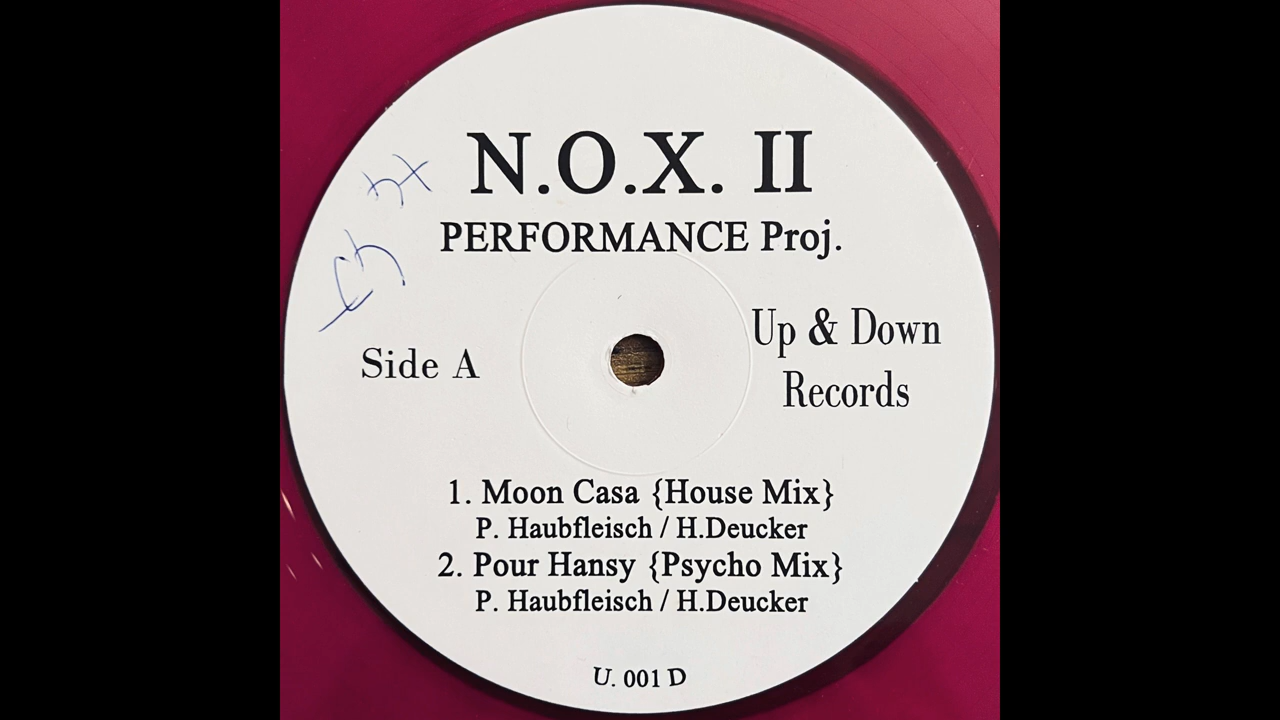 N.O.X. II
PERFORMANCE Proj.
Side A
Up & Down
Records
1. Moon Casa {House Mix}
P. Haubfleisch / H.Deucker
2. Pour Hansy {Psycho Mix}
P. Haubfleisch / H.Deucker
U. 001 D